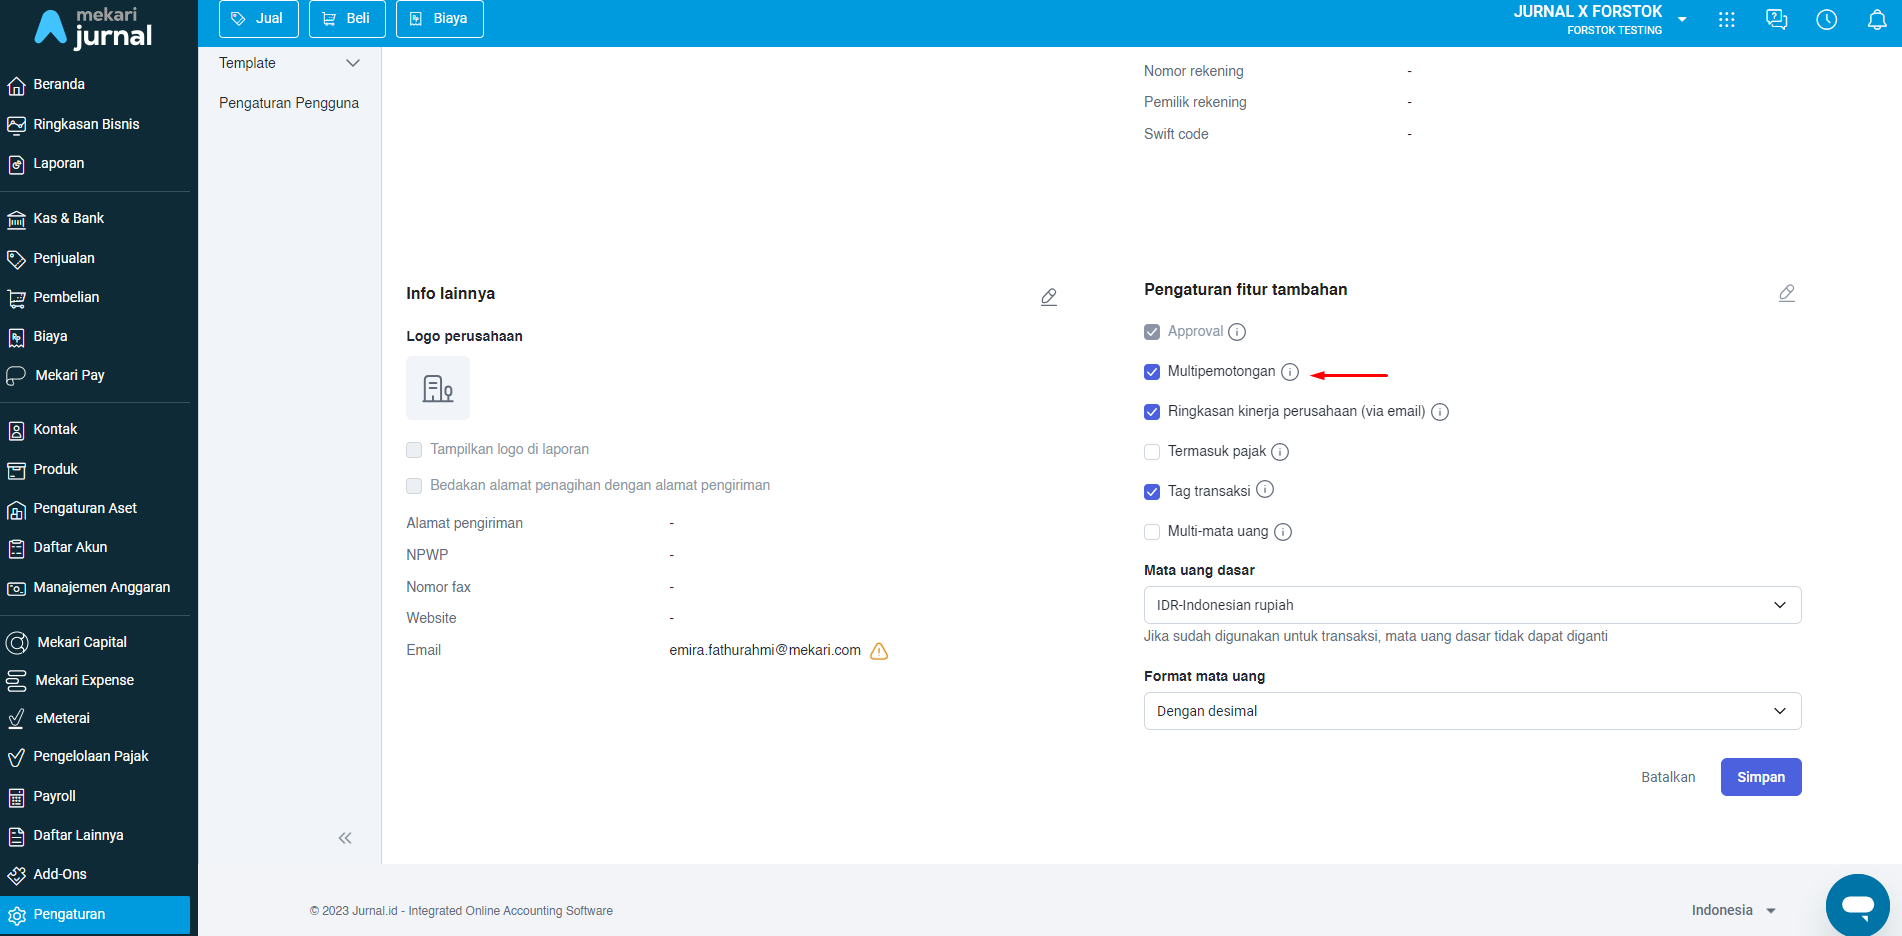 mekari
jurnal
Jual
Beli
Biaya
JURNAL X FORSTOK
FORSTOK TESTING
Beranda
Ringkasan Bisnis
Laporan
Kas & Bank
Penjualan
Pembelian
Biaya
Mekari Pay
Kontak
Produk
Pengaturan Aset
Daftar Akun
Manajemen Anggaran
Mekari Capital
Mekari Expense
eMeterai
Pengelolaan Pajak
Payroll
Daftar Lainnya
Add-Ons
Pengaturan
Template
Pengaturan Pengguna
Nomor rekening -
Pemilik rekening -
Swift code -
Info lainnya
Logo perusahaan
Tampilkan logo di laporan
Bedakan alamat penagihan dengan alamat pengiriman
Alamat pengiriman -
NPWP -
Nomor fax -
Website -
Email emira.fathurahmi@mekari.com
Pengaturan fitur tambahan
Approval
Multipemotongan
Ringkasan kinerja perusahaan (via email)
Termasuk pajak
Tag transaksi
Multi-mata uang
Mata uang dasar
IDR-Indonesian rupiah
Jika sudah digunakan untuk transaksi, mata uang dasar tidak dapat diganti
Format mata uang
Dengan desimal
Batalkan
Simpan
© 2023 Jurnal.id - Integrated Online Accounting Software
Indonesia